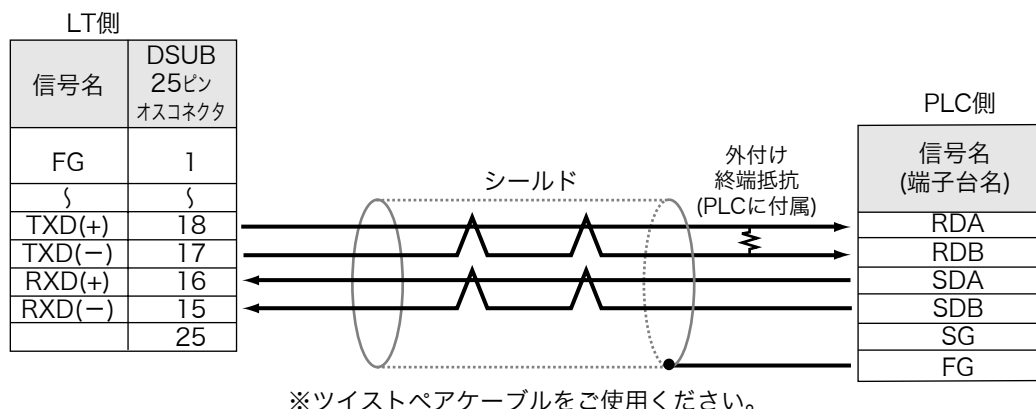 LT側
信号名 DSUB 25ピン オスコネクタ
FG 1
〜 〜
TXD(+) 18
TXD(−) 17
RXD(+) 16
RXD(−) 15
25
シールド
外付け
終端抵抗
(PLCに付属)
PLC側
信号名
(端子台名)
RDA
RDB
SDA
SDB
SG
FG
※ツイストペアケーブルをご使用ください。